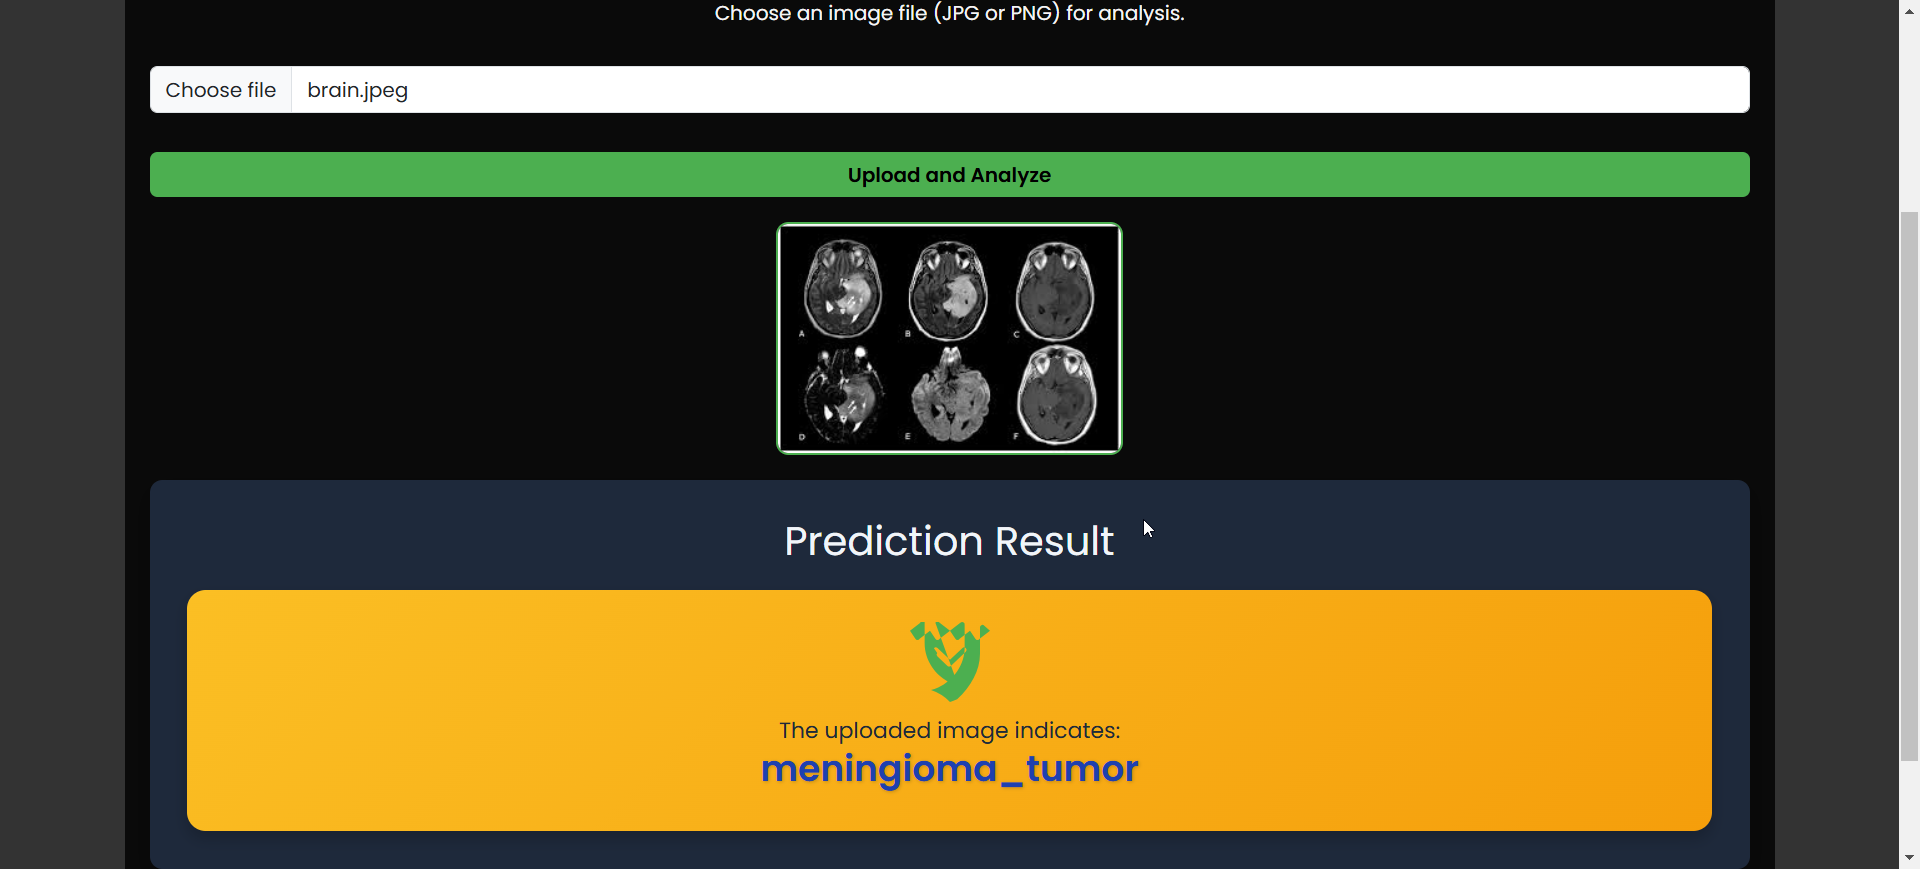 Choose an image file (JPG or PNG) for analysis.
Choose file brain.jpeg
Upload and Analyze
A B C
D E F
Prediction Result
The uploaded image indicates:
meningioma_tumor